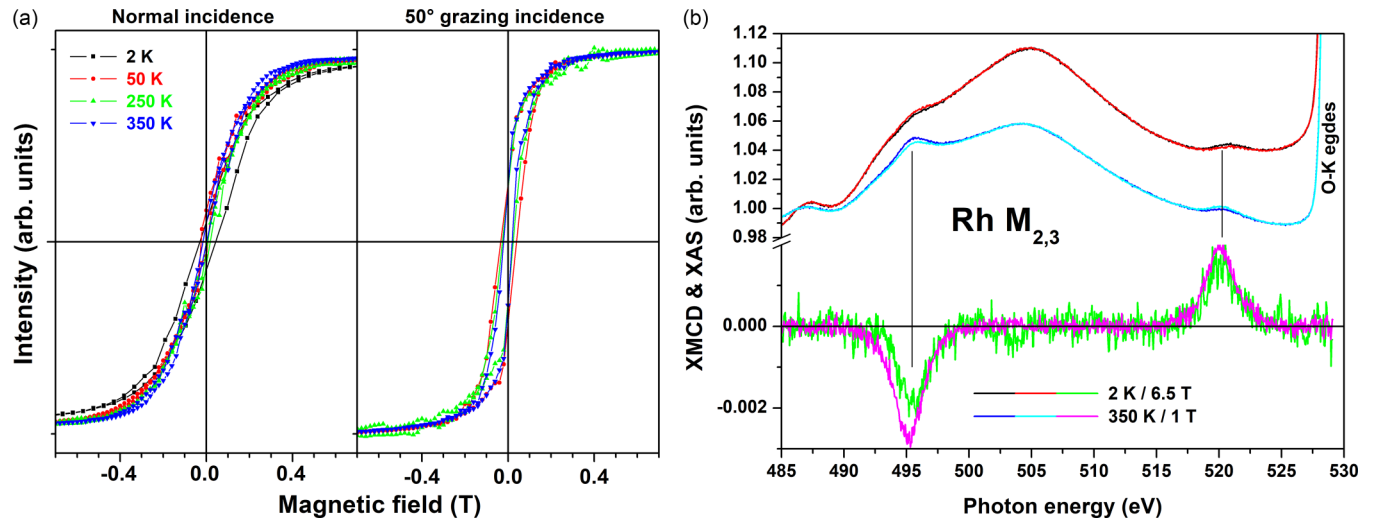 (a)
Normal incidence
50° grazing incidence
2 K
50 K
250 K
350 K
Intensity (arb. units)
-0.4
0.0
0.4
-0.4
0.0
0.4
Magnetic field (T)
(b)
XMCD & XAS (arb. units)
1.12
1.10
1.08
1.06
1.04
1.02
1.00
0.98
0.000
-0.002
Rh M2,3
O-K egdes
2 K / 6.5 T
350 K / 1 T
485
490
495
500
505
510
515
520
525
530
Photon energy (eV)